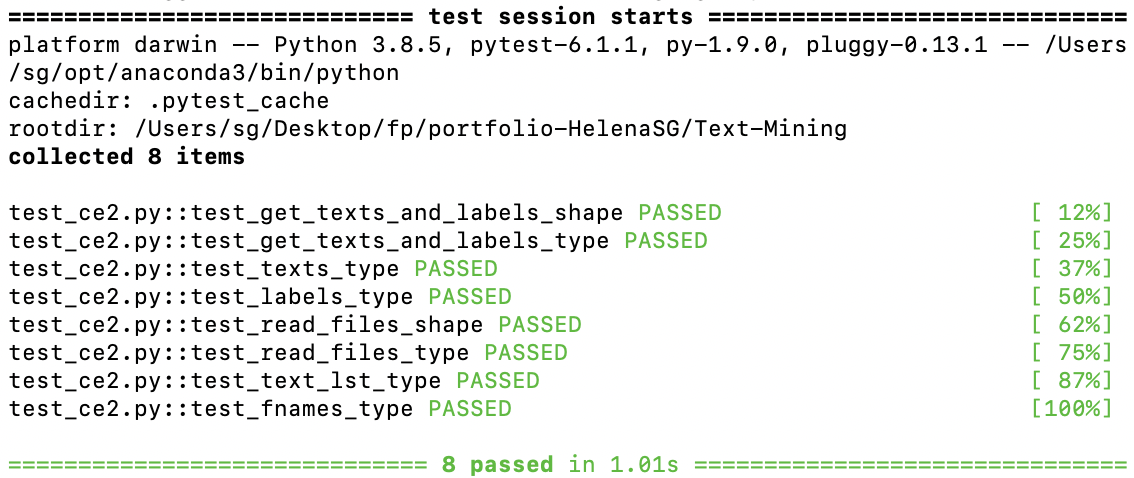 ============================= test session starts ==============================
platform darwin -- Python 3.8.5, pytest-6.1.1, py-1.9.0, pluggy-0.13.1 -- /Users
/sg/opt/anaconda3/bin/python
cachedir: .pytest_cache
rootdir: /Users/sg/Desktop/fp/portfolio-HelenaSG/Text-Mining
collected 8 items
test_ce2.py::test_get_texts_and_labels_shape PASSED [ 12%]
test_ce2.py::test_get_texts_and_labels_type PASSED [ 25%]
test_ce2.py::test_texts_type PASSED [ 37%]
test_ce2.py::test_labels_type PASSED [ 50%]
test_ce2.py::test_read_files_shape PASSED [ 62%]
test_ce2.py::test_read_files_type PASSED [ 75%]
test_ce2.py::test_text_lst_type PASSED [ 87%]
test_ce2.py::test_fnames_type PASSED [100%]
============================== 8 passed in 1.01s ===============================